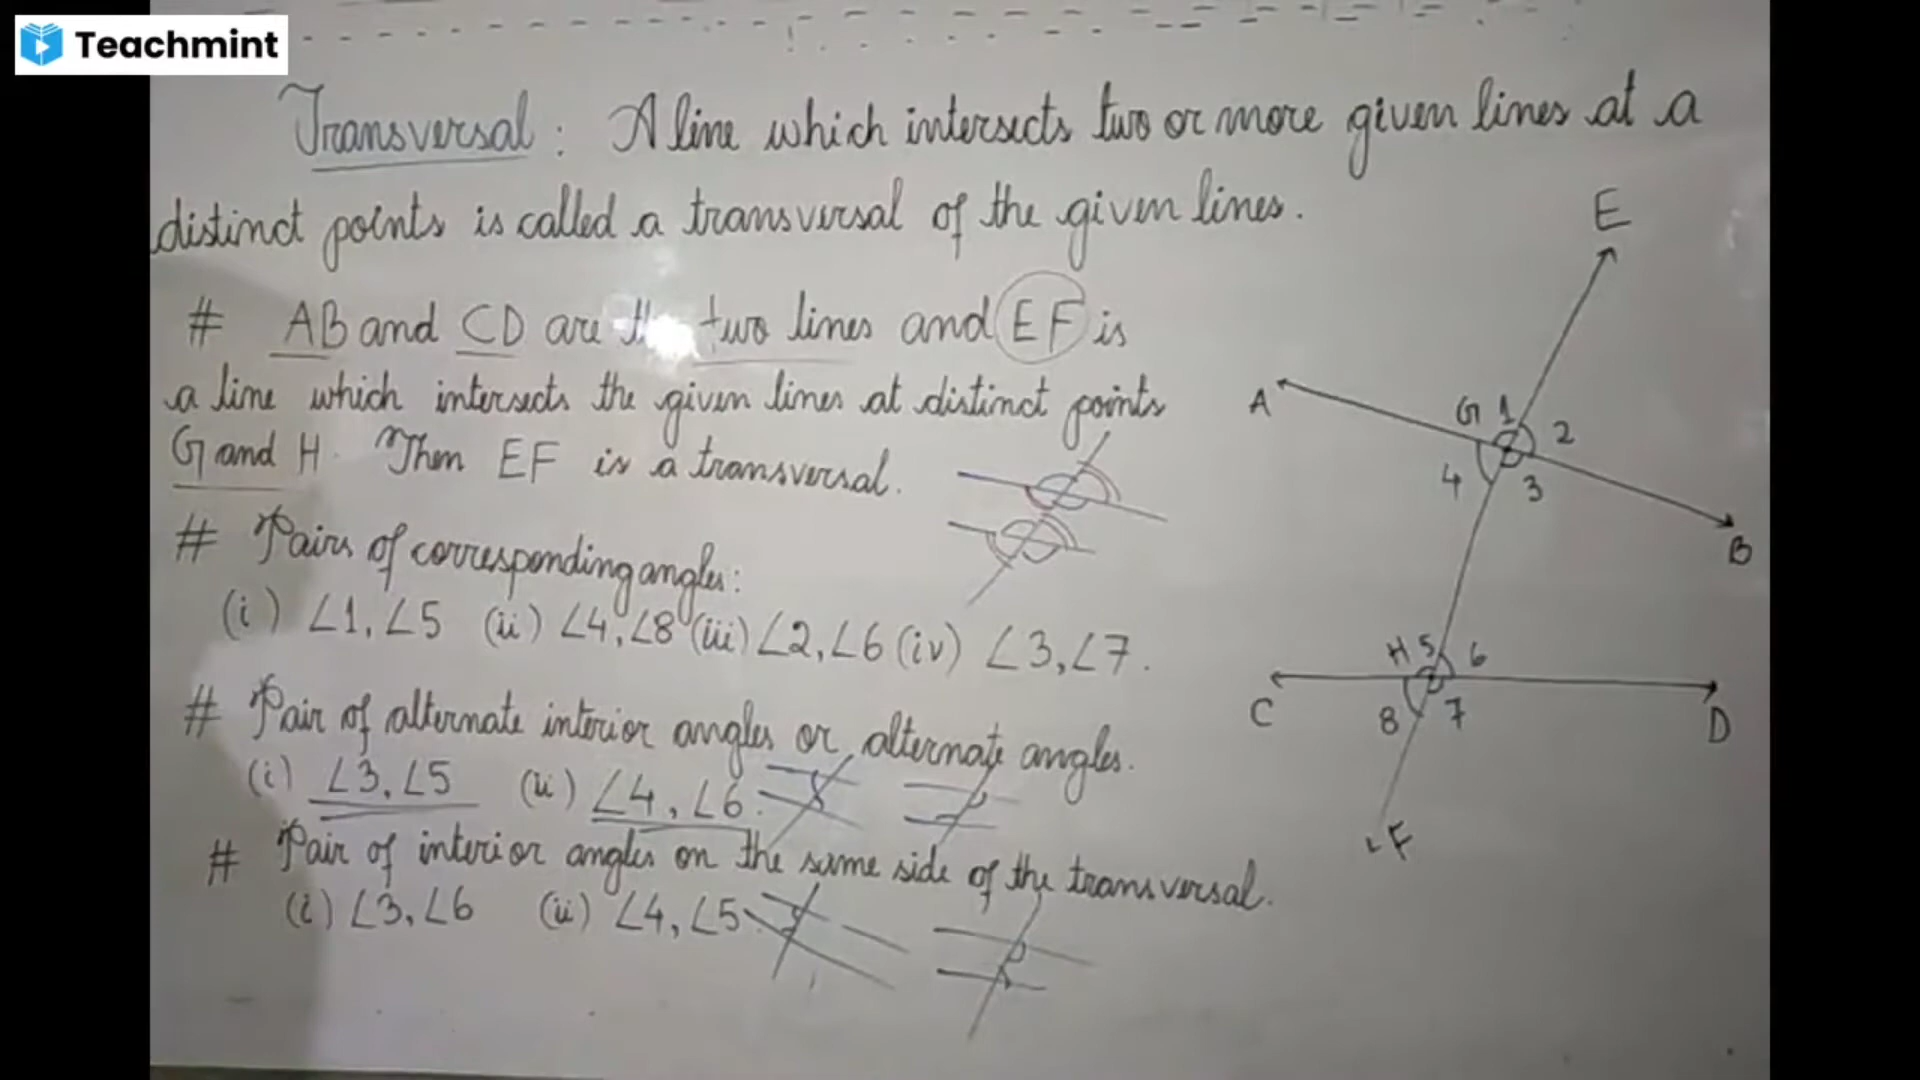 Teachmint
Transversal : A line which intersects two or more given lines at a
distinct points is called a transversal of the given lines.
# AB and CD are the two lines and EF is
a line which intersects the given lines at distinct points
G and H. Then EF is a transversal.
# Pairs of corresponding angles:
(i) ∠1, ∠5 (ii) ∠4, ∠8 (iii) ∠2, ∠6 (iv) ∠3, ∠7.
# Pair of alternate interior angles or alternate angles.
(i) ∠3, ∠5 (ii) ∠4, ∠6.
# Pair of interior angles on the same side of the transversal.
(i) ∠3, ∠6 (ii) ∠4, ∠5
E
A G 1 2
4 3
B
H 5 6
C 8 7 D
F